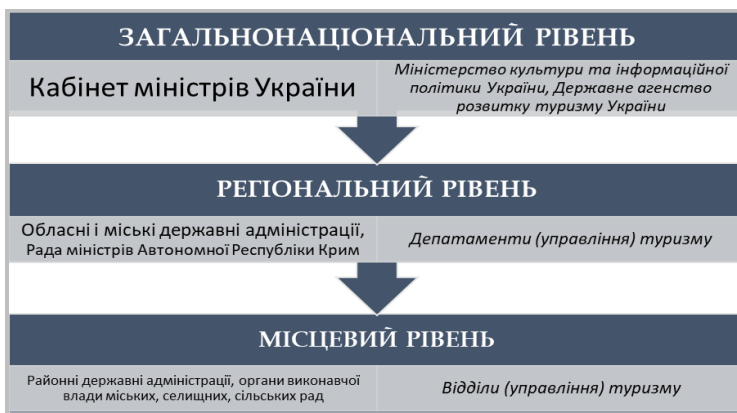 ЗАГАЛЬНОНАЦІОНАЛЬНИЙ РІВЕНЬ
Кабінет міністрів України
Міністерство культури та інформаційної
політики України, Державне агенство
розвитку туризму України
РЕГІОНАЛЬНИЙ РІВЕНЬ
Обласні і міські державні адміністрації,
Рада міністрів Автономної Республіки Крим
Депатаменти (управління) туризму
МІСЦЕВИЙ РІВЕНЬ
Районні державні адміністрації, органи виконавчої
влади міських, селищних, сільських рад
Відділи (управління) туризму